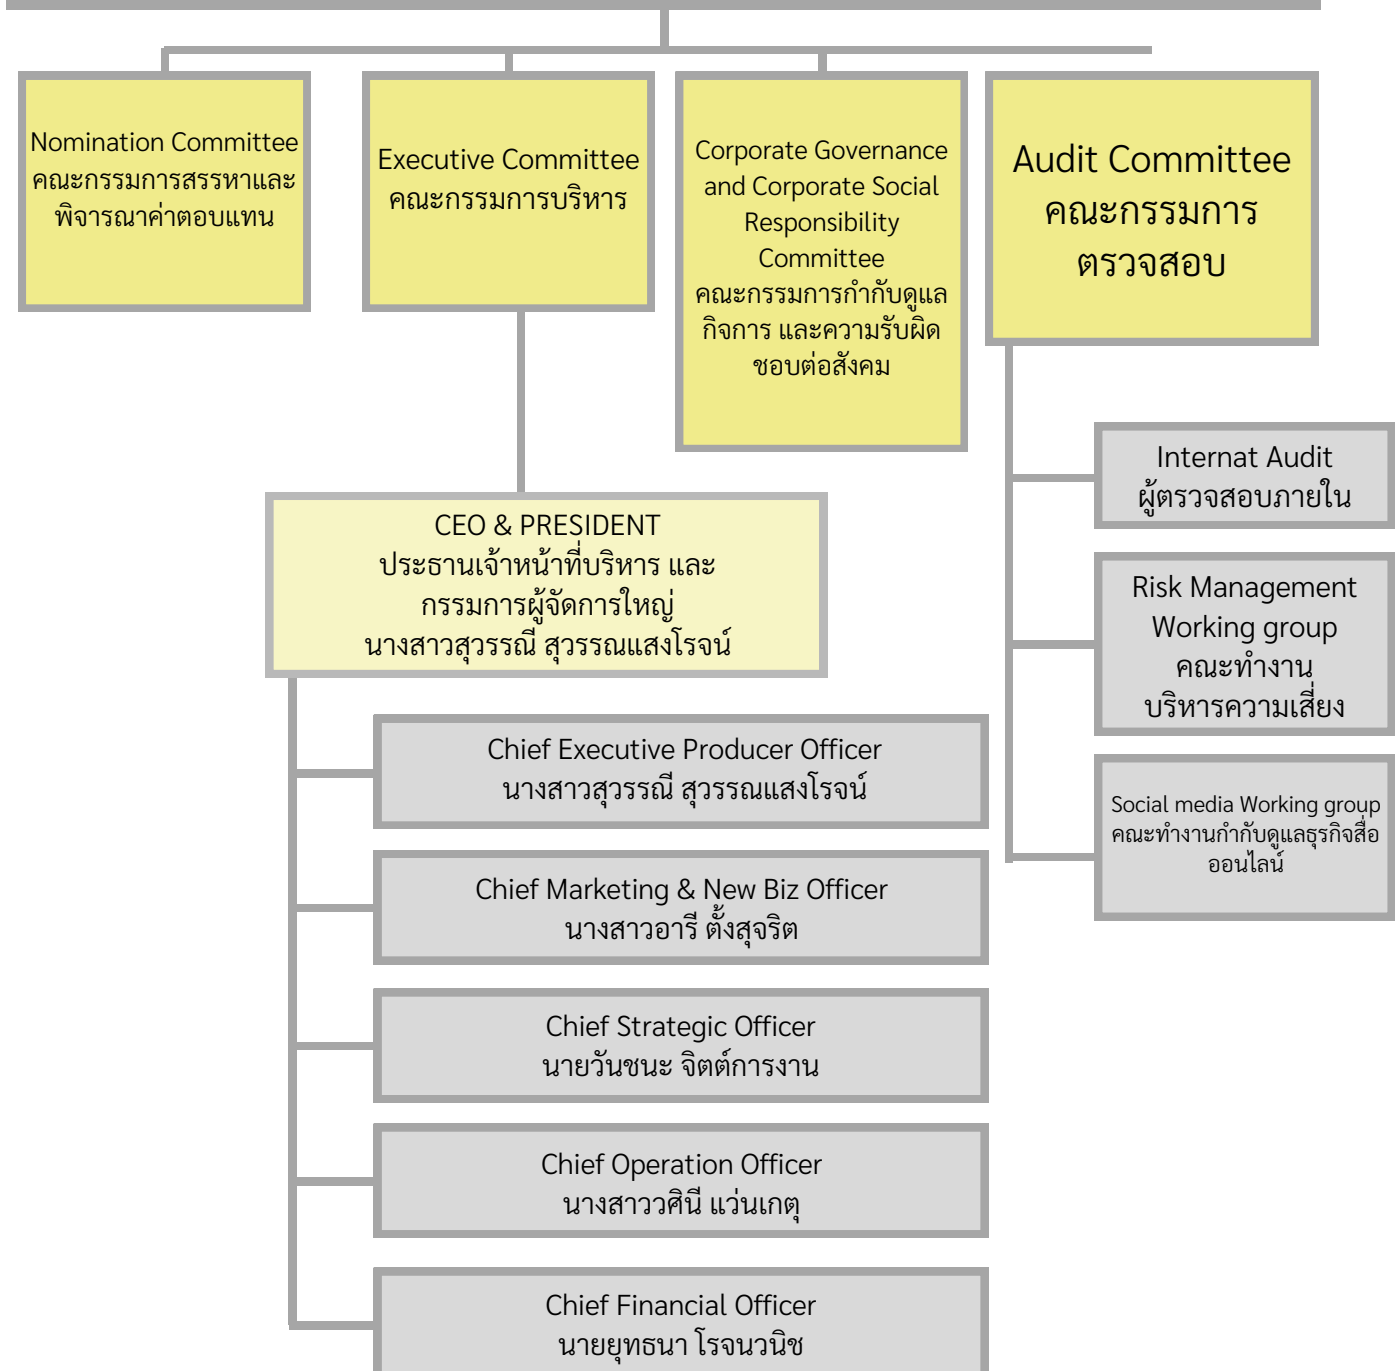 Nomination Committee
คณะกรรมการสรรหาและ
พิจารณาค่าตอบแทน
Executive Committee
คณะกรรมการบริหาร
Corporate Governance
and Corporate Social
Responsibility
Committee
คณะกรรมการกำกับดูแล
กิจการ และความรับผิด
ชอบต่อสังคม
Audit Committee
คณะกรรมการ
ตรวจสอบ
Internat Audit
ผู้ตรวจสอบภายใน
Risk Management
Working group
คณะทำงาน
บริหารความเสี่ยง
Social media Working group
คณะทำงานกำกับดูแลธุรกิจสื่อ
ออนไลน์
CEO & PRESIDENT
ประธานเจ้าหน้าที่บริหาร และ
กรรมการผู้จัดการใหญ่
นางสาวสุวรรณี สุวรรณแสงโรจน์
Chief Executive Producer Officer
นางสาวสุวรรณี สุวรรณแสงโรจน์
Chief Marketing & New Biz Officer
นางสาวอารี ตั้งสุจริต
Chief Strategic Officer
นายวันชนะ จิตต์การงาน
Chief Operation Officer
นางสาววศินี แว่นเกตุ
Chief Financial Officer
นายยุทธนา โรจนวนิช